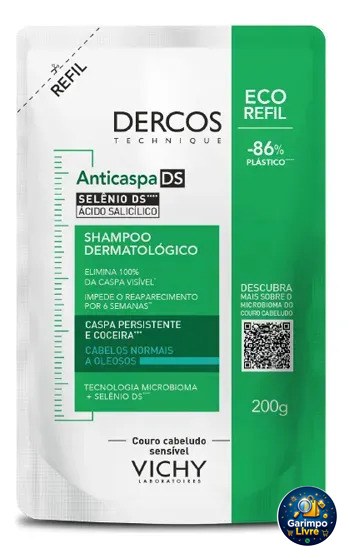 REFIL
ECO
REFIL
-86%
PLÁSTICO****
DERCOS
TECHNIQUE
Anticaspa DS
SELÊNIO DS****
ÁCIDO SALICÍLICO
SHAMPOO
DERMATOLÓGICO
ELIMINA 100%
DA CASPA VISÍVEL*
IMPEDE O REAPARECIMENTO
POR 6 SEMANAS**
CASPA PERSISTENTE
E COCEIRA***
CABELOS NORMAIS
A OLEOSOS
TECNOLOGIA MICROBIOMA
+ SELÊNIO DS****
DESCUBRA
MAIS SOBRE O
MICROBIOMA DO
COURO CABELUDO
200g
Couro cabeludo
sensível
VICHY
LABORATOIRES
Garimpo
Livre